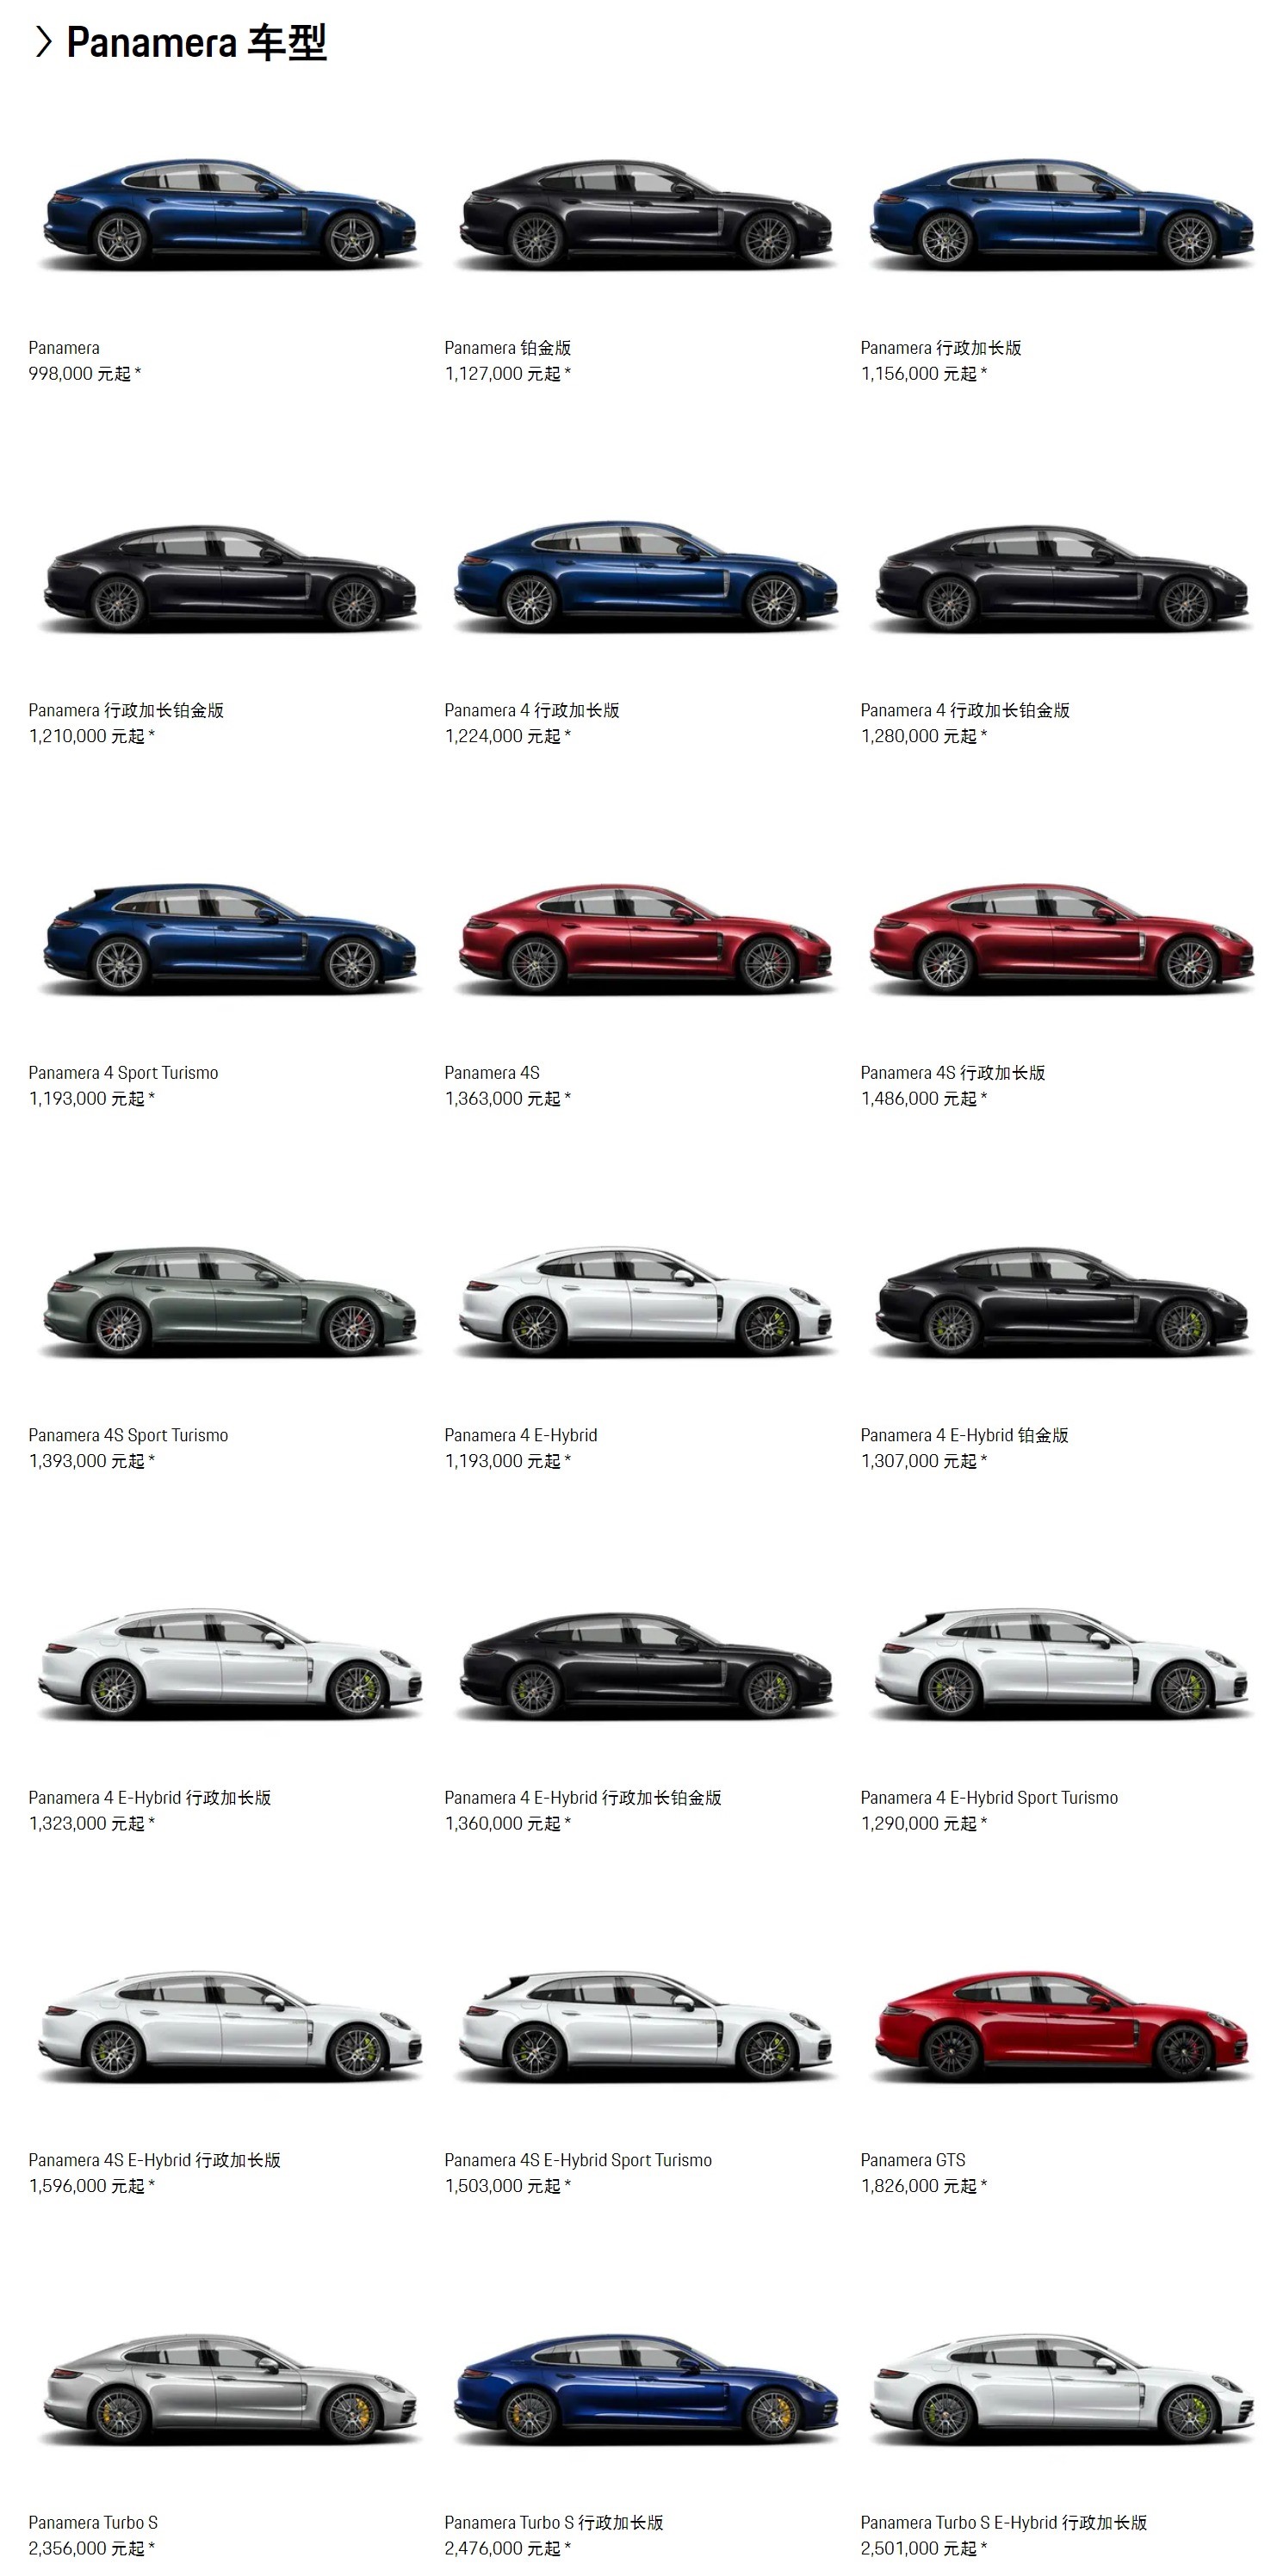 Panamera 车型
Panamera
998,000 元起*
Panamera 铂金版
1,127,000 元起*
Panamera 行政加长版
1,156,000 元起*
Panamera 行政加长铂金版
1,210,000 元起*
Panamera 4 行政加长版
1,224,000 元起*
Panamera 4 行政加长铂金版
1,280,000 元起*
Panamera 4 Sport Turismo
1,193,000 元起*
Panamera 4S
1,363,000 元起*
Panamera 4S 行政加长版
1,486,000 元起*
Panamera 4S Sport Turismo
1,393,000 元起*
Panamera 4 E-Hybrid
1,193,000 元起*
Panamera 4 E-Hybrid 铂金版
1,307,000 元起*
Panamera 4 E-Hybrid 行政加长版
1,323,000 元起*
Panamera 4 E-Hybrid 行政加长铂金版
1,360,000 元起*
Panamera 4 E-Hybrid Sport Turismo
1,290,000 元起*
Panamera 4S E-Hybrid 行政加长版
1,596,000 元起*
Panamera 4S E-Hybrid Sport Turismo
1,503,000 元起*
Panamera GTS
1,826,000 元起*
Panamera Turbo S
2,356,000 元起*
Panamera Turbo S 行政加长版
2,476,000 元起*
Panamera Turbo S E-Hybrid 行政加长版
2,501,000 元起*